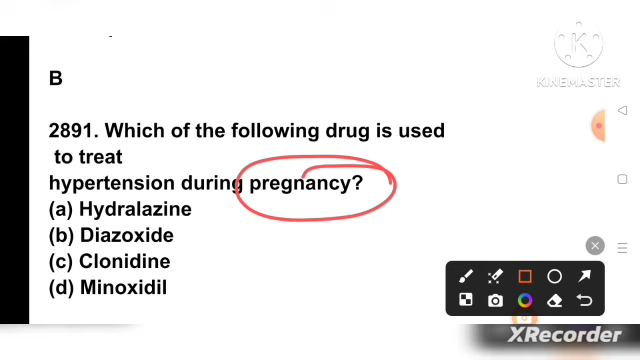 KINEMASTER
B
2891. Which of the following drug is used
to treat
hypertension during pregnancy?
(a) Hydralazine
(b) Diazoxide
(c) Clonidine
(d) Minoxidil
XRecorder